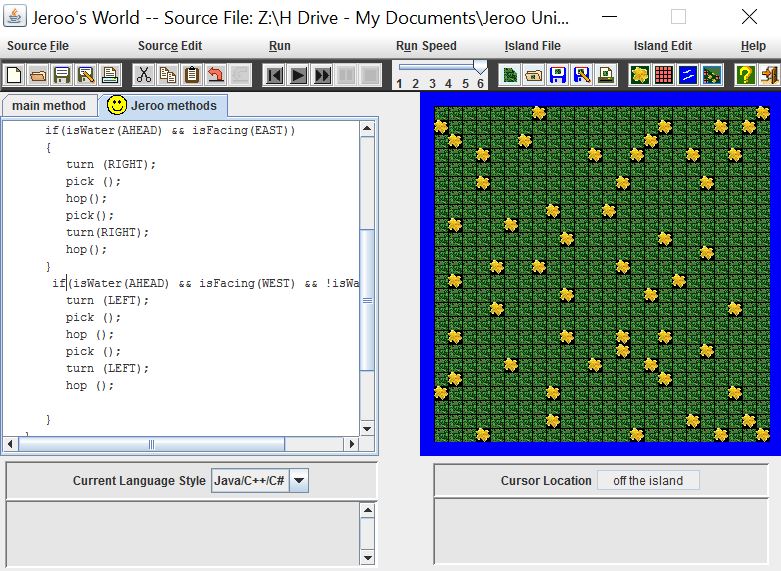 Jeroo's World -- Source File: Z:\H Drive - My Documents\Jeroo Uni...
Source File Source Edit Run Run Speed Island File Island Edit Help
1 2 3 4 5 6
main method Jeroo methods
if(isWater(AHEAD) && isFacing(EAST))
{
turn (RIGHT);
pick ();
hop();
pick();
turn(RIGHT);
hop();
}
if(isWater(AHEAD) && isFacing(WEST) && !isWa
turn (LEFT);
pick ();
hop ();
pick ();
turn (LEFT);
hop ();
}
Current Language Style Java/C++/C#
Cursor Location off the island